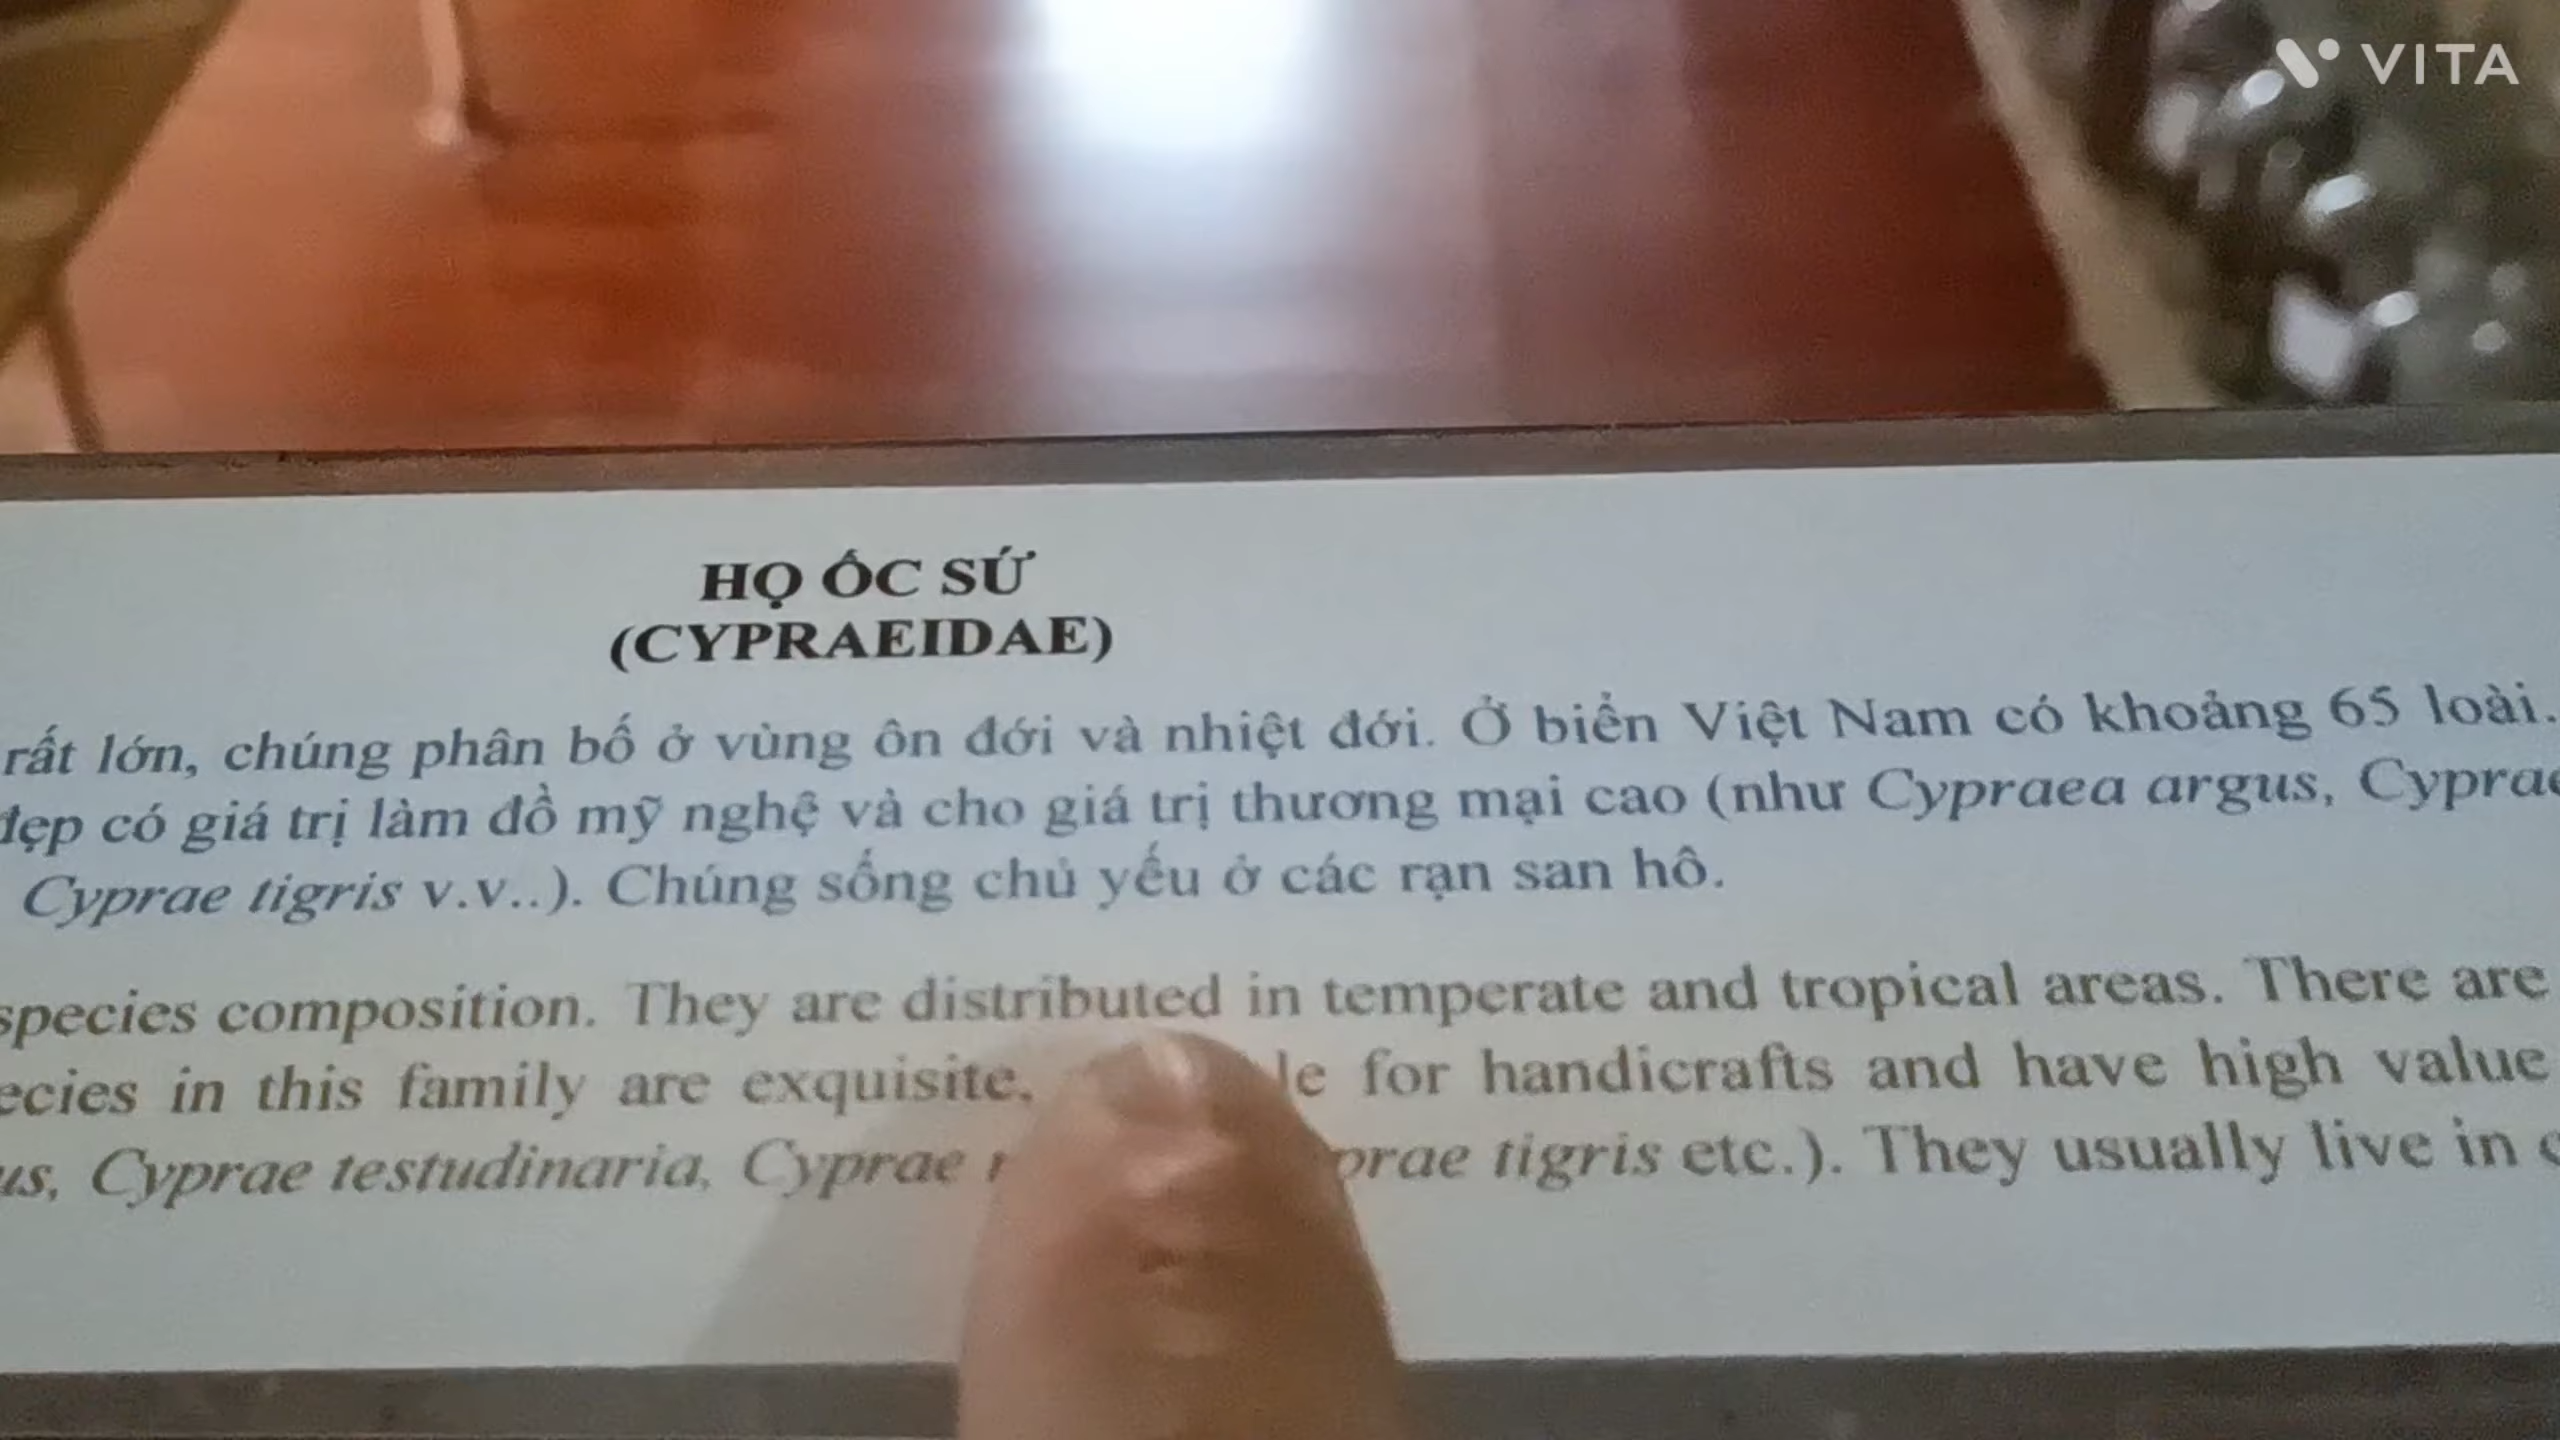 VITA
HỌ ỐC SỨ
(CYPRAEIDAE)
rất lớn, chúng phân bố ở vùng ôn đới và nhiệt đới. Ở biển Việt Nam có khoảng 65 loài.
đẹp có giá trị làm đồ mỹ nghệ và cho giá trị thương mại cao (như Cypraea argus,
Cyprae tigris v.v..). Chúng sống chủ yếu ở các rạn san hô.
species composition. They are distributed in temperate and tropical areas. There are
in this family are exquisite, for handicrafts and have high value
Cyprae testudinaria, Cyprae tigris etc.). They usually live in